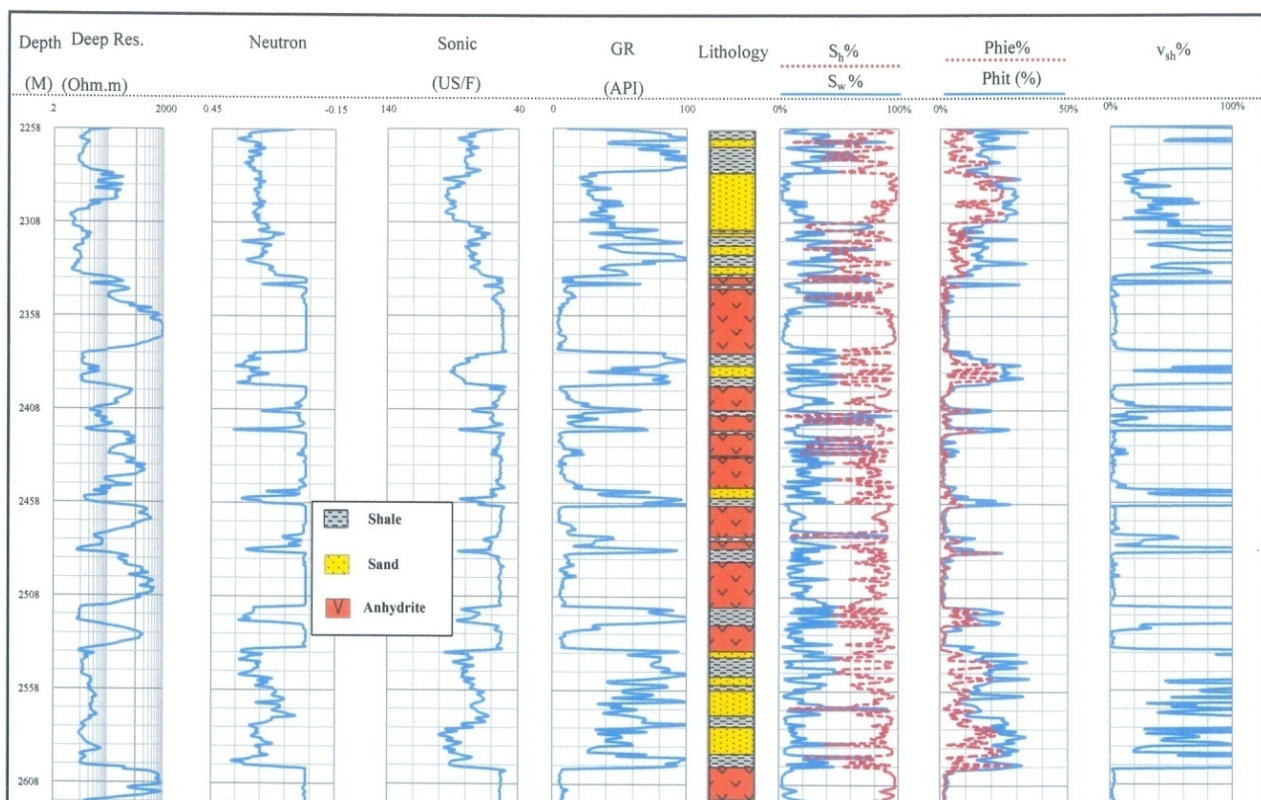 Depth Deep Res. Neutron Sonic GR Lithology Sh% Phie% vsh%
(M) (Ohm.m) (US/F) (API) Sw% Phit (%)
.2 2000 0.45 -0.15 140 40 0 100 0% 100% 0 50% 0% 100%
2258
2308
2358
2408
2458
Shale
Sand
2508
Anhydrite
2558
2608